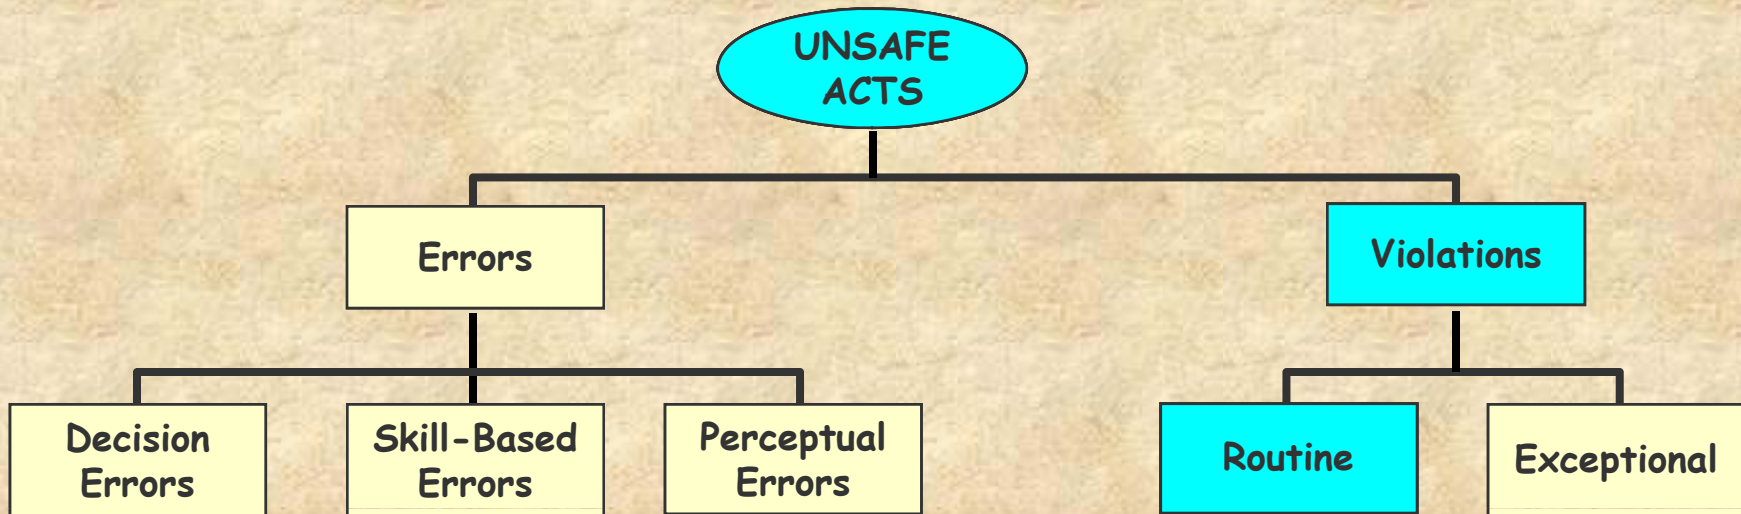 UNSAFE
ACTS
Errors
Violations
Decision
Errors
Skill-Based
Errors
Perceptual
Errors
Routine
Exceptional